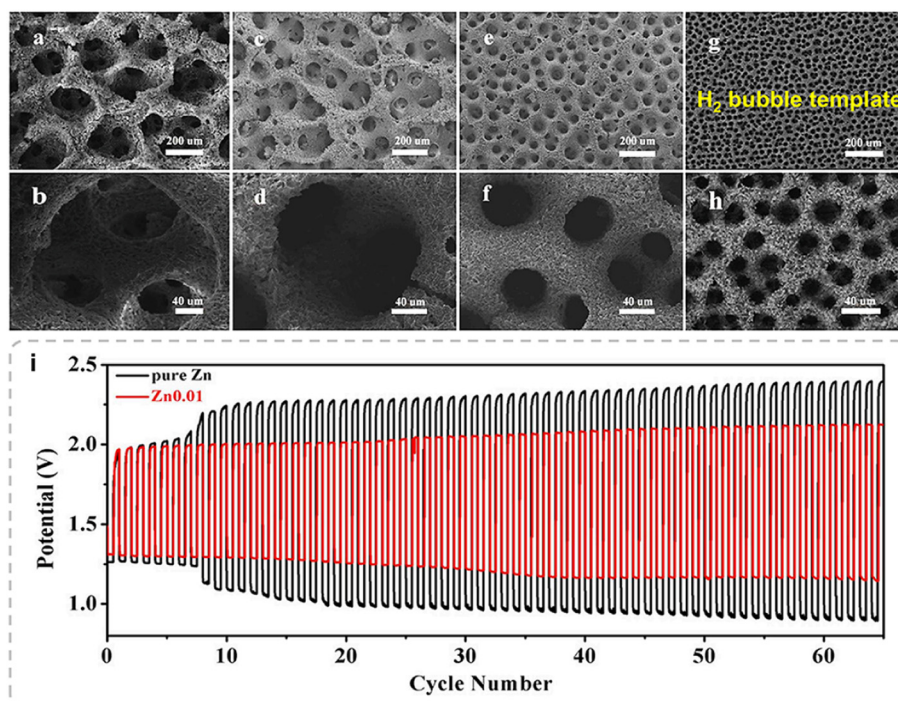 a
c
e
g
H2 bubble template
200 um
200 um
200 um
200 um
b
d
f
h
40 um
40 um
40 um
40 um
i
pure Zn
Zn0.01
2.5
2.0
1.5
1.0
Potential (V)
0 10 20 30 40 50 60
Cycle Number